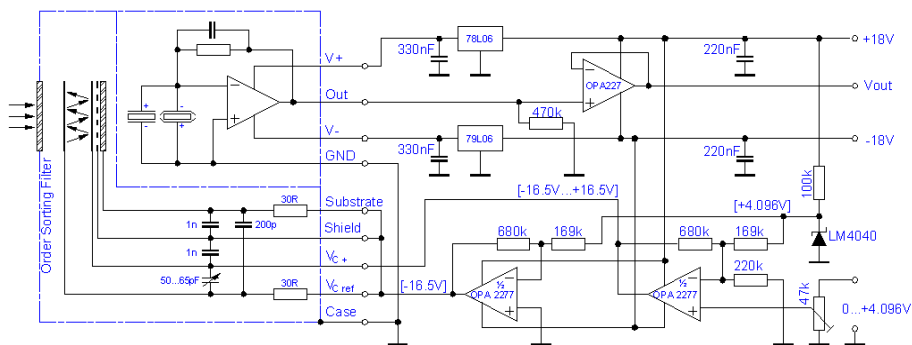 V+
330nF
78L06
220nF
+18V
+
-
-
+
−
+
Out
−
+
OPA227
Vout
470k
V-
330nF
79L06
220nF
-18V
GND
Order Sorting Filter
[-16.5V...+16.5V]
100k
30R
Substrate
[+4.096V]
1n
200p
Shield
680k
169k
680k
169k
LM4040
1n
VC +
50...65pF
220k
30R
VC ref
[-16.5V]
−
+
½
OPA 2277
−
+
½
OPA 2277
47k
0...+4.096V
Case